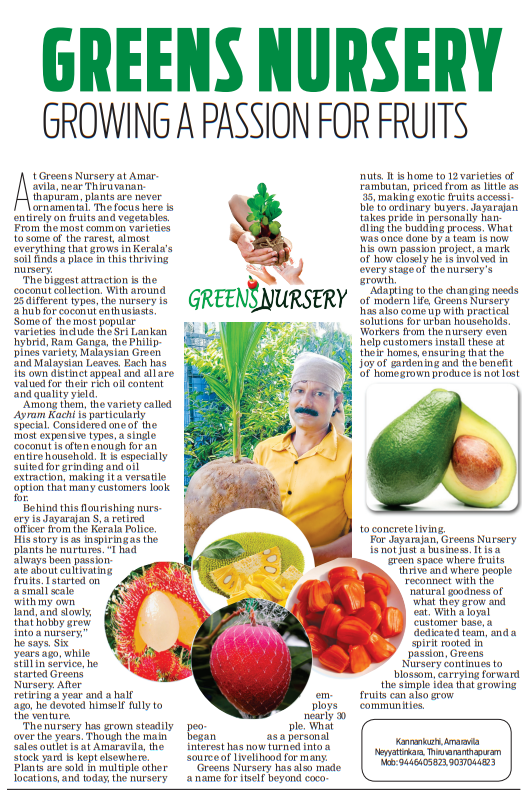 GREENS NURSERY
GROWING A PASSION FOR FRUITS
At Greens Nursery at Amar-
avila, near Thiruvanan-
thapuram, plants are never
ornamental. The focus here is
entirely on fruits and vegetables.
From the most common varieties
to some of the rarest, almost
everything that grows in Kerala's
soil finds a place in this thriving
nursery.
The biggest attraction is the
coconut collection. With around
25 different types, the nursery is
a hub for coconut enthusiasts.
Some of the most popular
varieties include the Sri Lankan
hybrid, Ram Ganga, the Philip-
pines variety, Malaysian Green
and Malaysian Leaves. Each has
its own distinct appeal and all are
valued for their rich oil content
and quality yield.
Among them, the variety called
Ayram Kachi is particularly
special. Considered one of the
most expensive types, a single
coconut is often enough for an
entire household. It is especially
suited for grinding and oil
extraction, making it a versatile
option that many customers look
for.
Behind this flourishing nurs-
ery is Jayarajan S, a retired
officer from the Kerala Police.
His story is as inspiring as the
plants he nurtures. "I had
always been passion-
ate about cultivating
fruits. I started on
a small scale
with my own
land, and slowly,
that hobby grew
into a nursery,"
he says. Six
years ago, while
still in service, he
started Greens
Nursery. After
retiring a year and a half
ago, he devoted himself fully to
the venture.
The nursery has grown steadily
over the years. Though the main
sales outlet is at Amaravila, the
stock yard is kept elsewhere.
Plants are sold in multiple other
locations, and today, the nursery
GREENS NURSERY
em-
ploys
nearly 30
peo- ple. What
began as a personal
interest has now turned into a
source of livelihood for many.
Greens Nursery has also made
a name for itself beyond coco-
nuts. It is home to 12 varieties of
rambutan, priced from as little as
35, making exotic fruits accessi-
ble to ordinary buyers. Jayarajan
takes pride in personally han-
dling the budding process. What
was once done by a team is now
his own passion project, a mark
of how closely he is involved in
every stage of the nursery's
growth.
Adapting to the changing needs
of modern life, Greens Nursery
has also come up with practical
solutions for urban households.
Workers from the nursery even
help customers install these at
their homes, ensuring that the
joy of gardening and the benefit
of homegrown produce is not lost
to concrete living.
For Jayarajan, Greens Nursery
is not just a business. It is a
green space where fruits
thrive and where people
reconnect with the
natural goodness of
what they grow and
eat. With a loyal
customer base, a
dedicated team, and a
spirit rooted in
passion, Greens
Nursery continues to
blossom, carrying forward
the simple idea that growing
fruits can also grow
communities.
Kannankuzhi, Amaravila
Neyyattinkara, Thiruvananthapuram
Mob: 9446405823, 9037044823